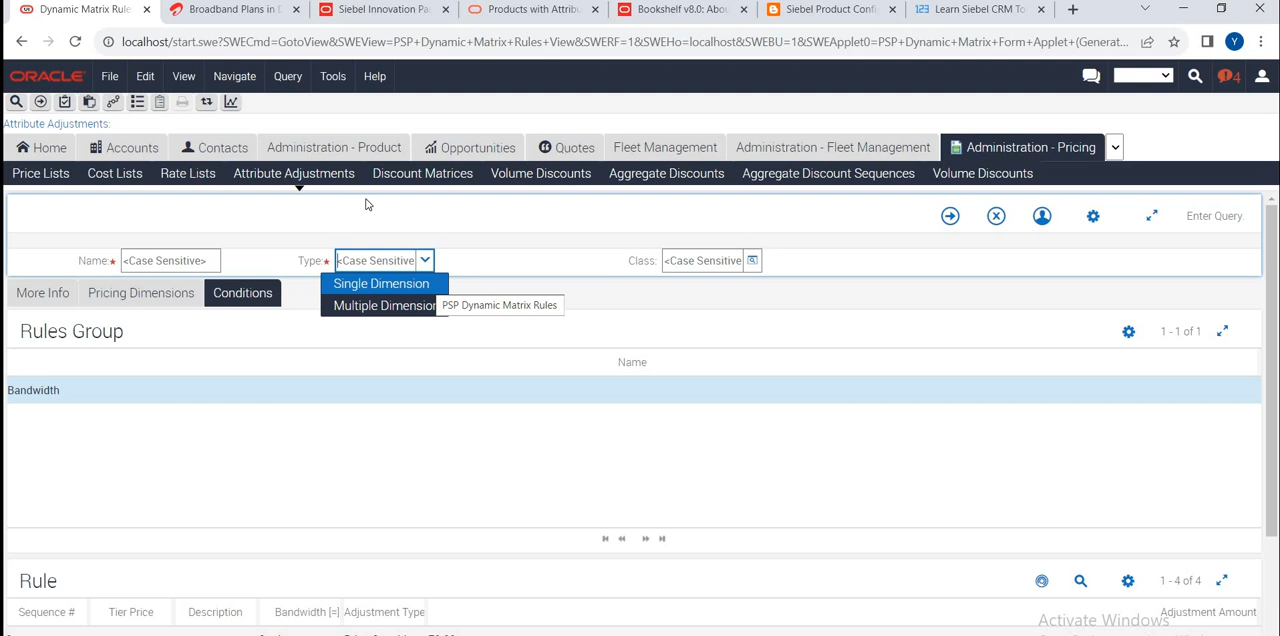 Dynamic Matrix Rule
Broadband Plans in D
Siebel Innovation Pa
Products with Attribu
Bookshelf v8.0: Abou
Siebel Product Confi
123 Learn Siebel CRM To
localhost/start.swe?SWECmd=GotoView&SWEView=PSP+Dynamic+Matrix+Rules+View&SWERF=1&SWEHo=localhost&SWEBU=1&SWEApplet0=PSP+Dynamic+Matrix+Form+Applet+(Generat...
Y
ORACLE File Edit View Navigate Query Tools Help
4
Attribute Adjustments:
Home Accounts Contacts Administration - Product Opportunities Quotes Fleet Management Administration - Fleet Management Administration - Pricing
Price Lists Cost Lists Rate Lists Attribute Adjustments Discount Matrices Volume Discounts Aggregate Discounts Aggregate Discount Sequences Volume Discounts
Enter Query.
Name:* <Case Sensitive> Type:* <Case Sensitive Class: <Case Sensitive
Single Dimension
Multiple Dimension
PSP Dynamic Matrix Rules
More Info Pricing Dimensions Conditions
Rules Group 1 - 1 of 1
Name
Bandwidth
Rule 1 - 4 of 4
Sequence # Tier Price Description Bandwidth [=] Adjustment Type Adjustment Amount
Activate Windows